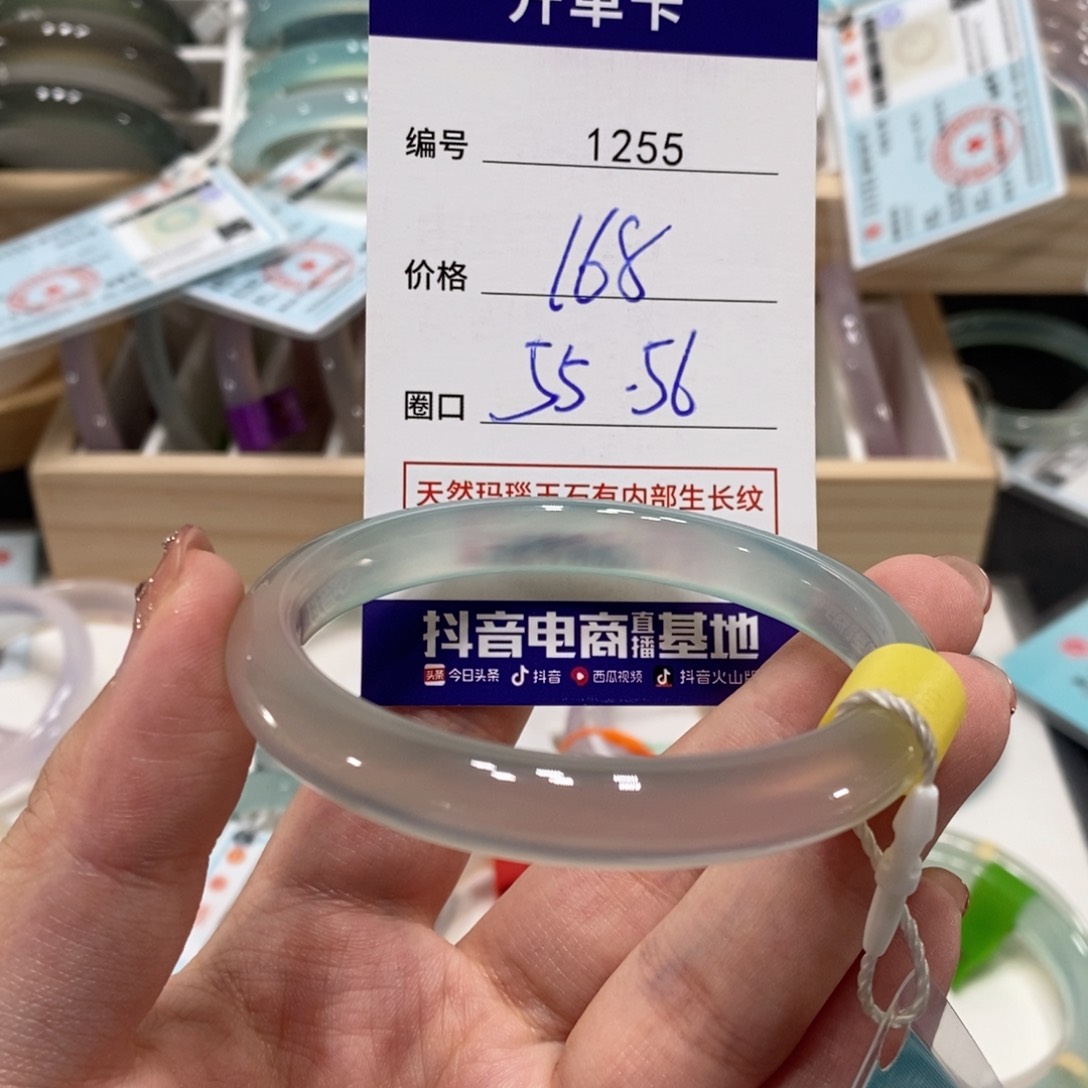 开单卡
编号 1255
价格 168
圈口 55.56
天然玛瑙玉石有内部生长纹
抖音电商直播基地
头条 今日头条 抖音 西瓜视频 抖音火山版